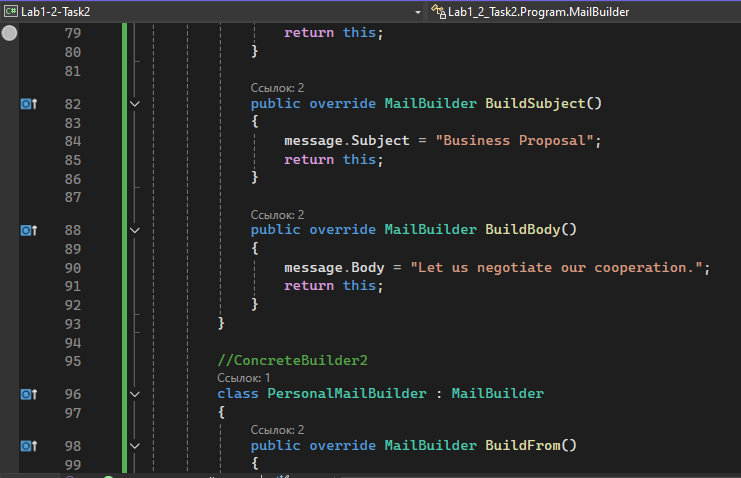 C# Lab1-2-Task2 Lab1_2_Task2.Program.MailBuilder
79 return this;
80 }
81
Ссылок: 2
82 public override MailBuilder BuildSubject()
83 {
84 message.Subject = "Business Proposal";
85 return this;
86 }
87
Ссылок: 2
88 public override MailBuilder BuildBody()
89 {
90 message.Body = "Let us negotiate our cooperation.";
91 return this;
92 }
93 }
94
95 //ConcreteBuilder2
Ссылок: 1
96 class PersonalMailBuilder : MailBuilder
97 {
Ссылок: 2
98 public override MailBuilder BuildFrom()
99 {